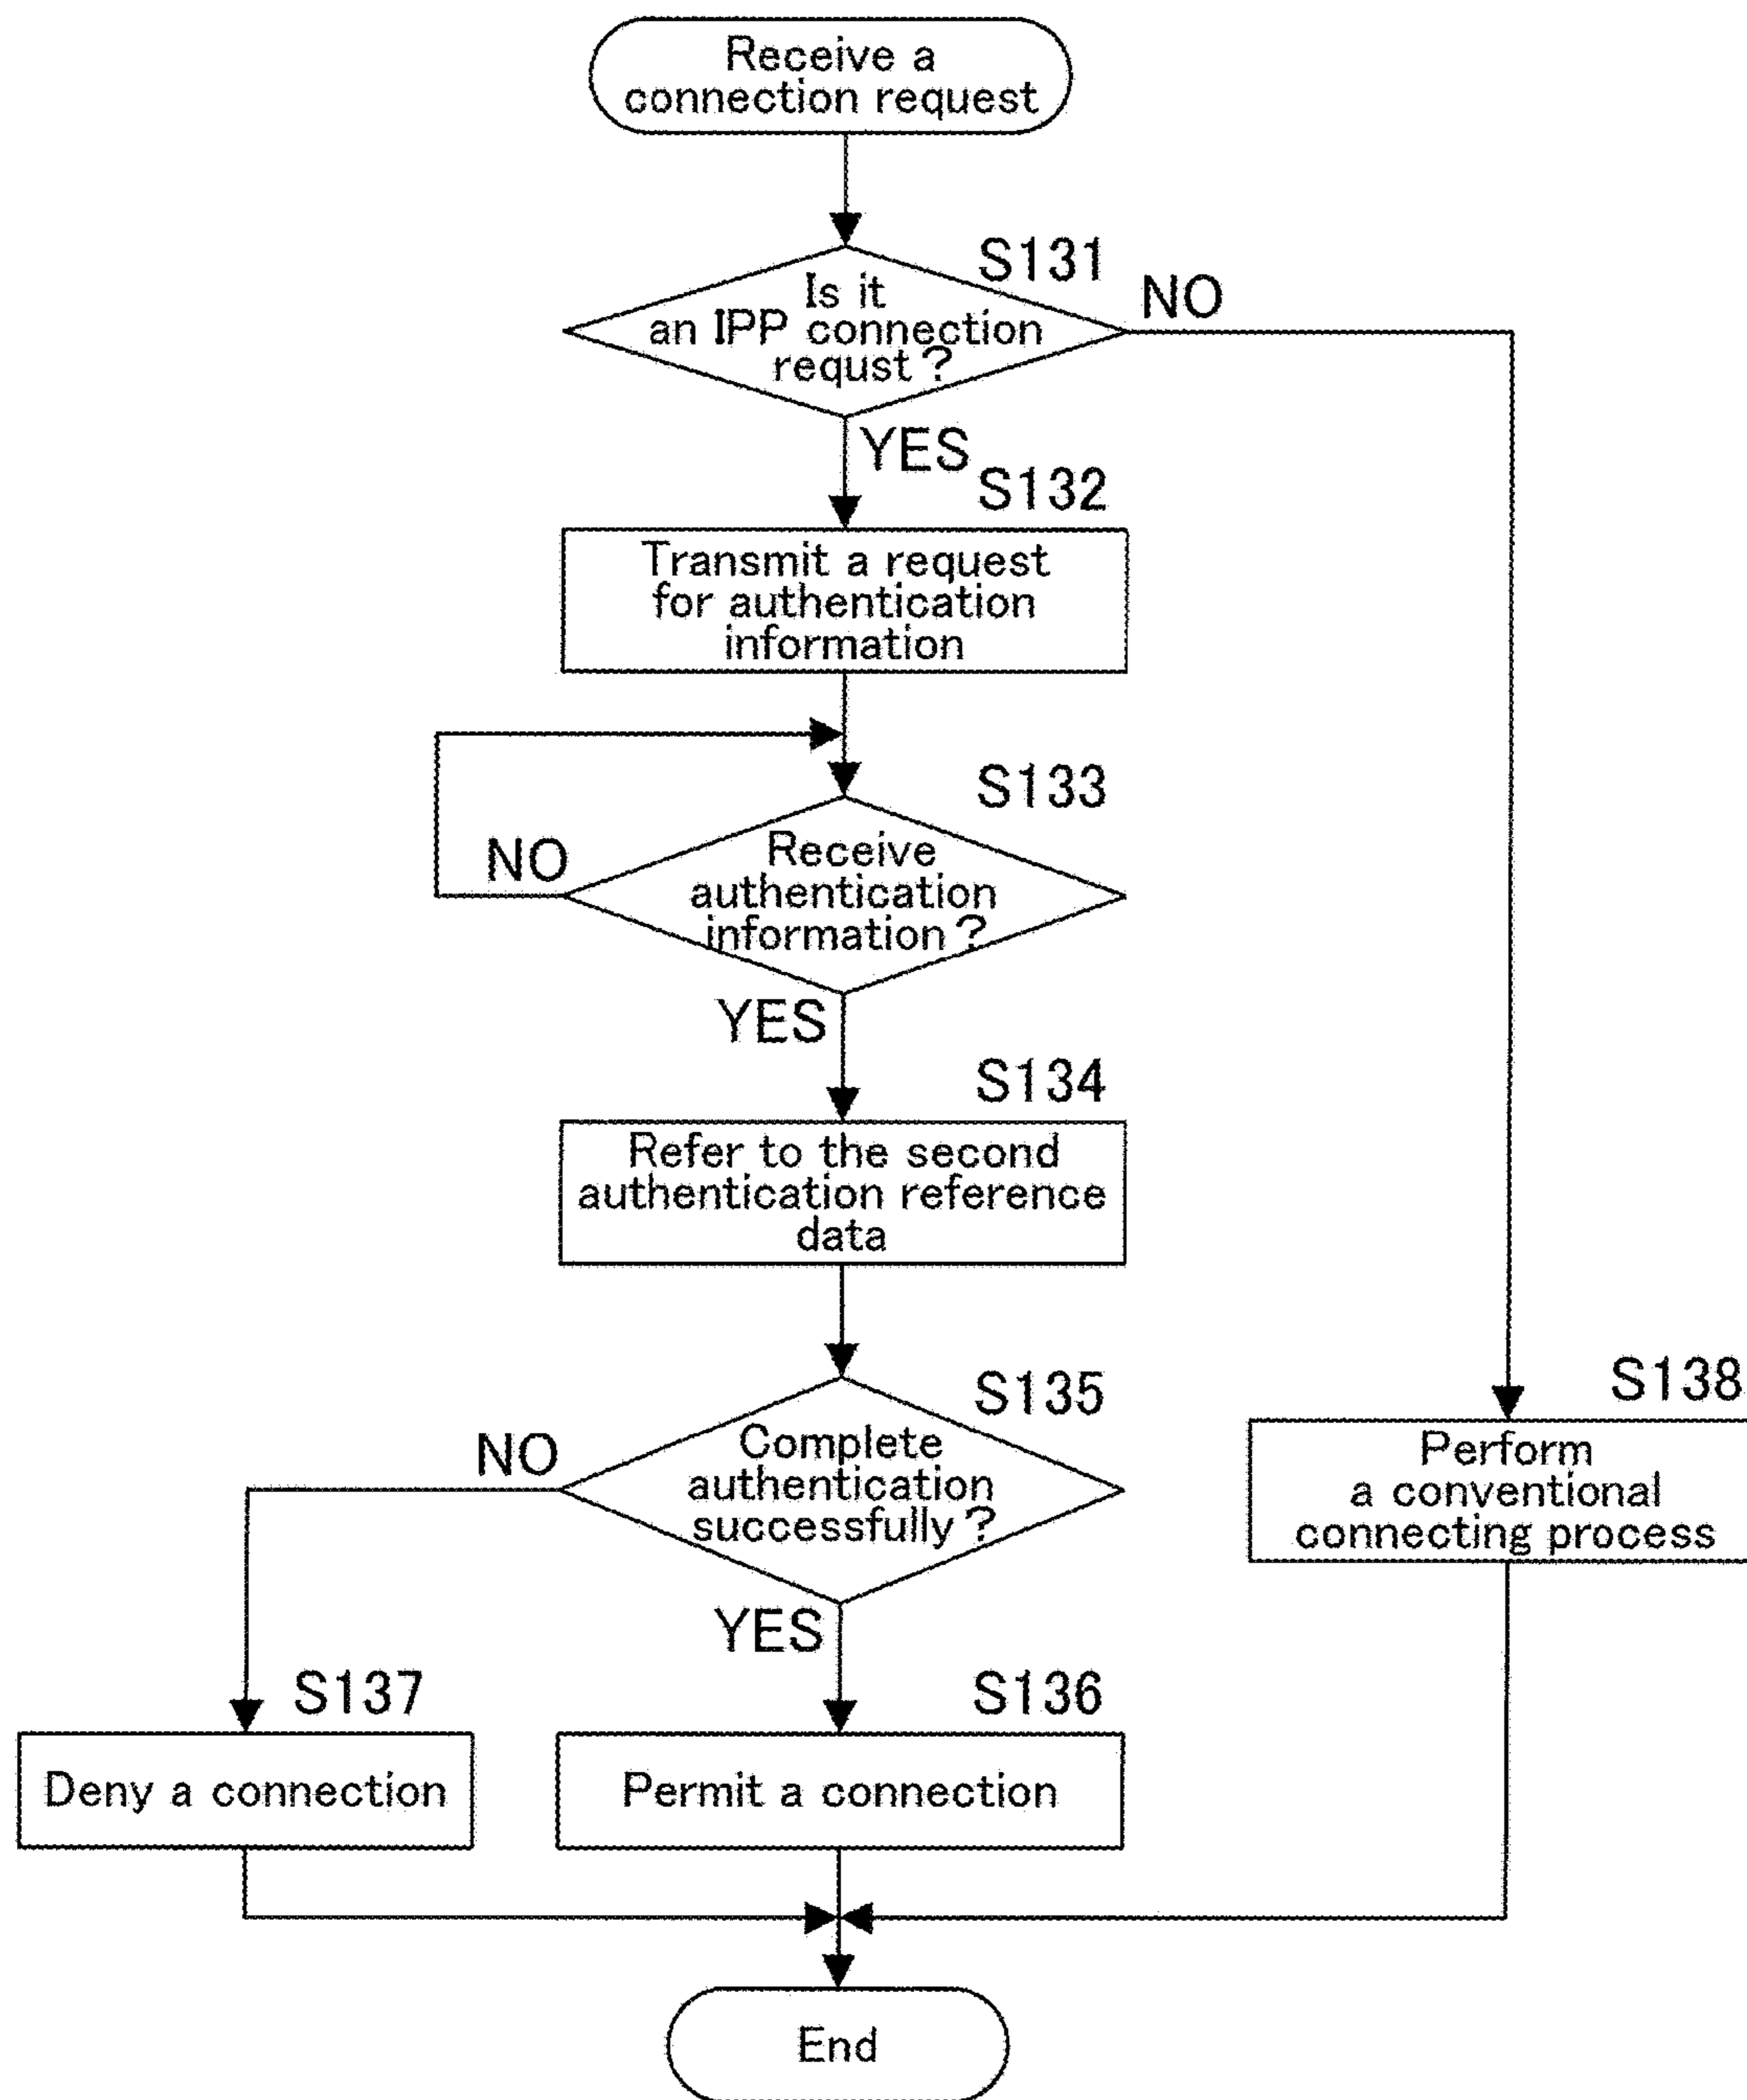 Receive a
connection request
S131
Is it
an IPP connection
requst?
NO
YES
S132
Transmit a request
for authentication
information
S133
Receive
authentication
information?
NO
YES
S134
Refer to the second
authentication reference
data
S135
Complete
authentication
successfully?
NO
YES
S138
Perform
a conventional
connecting process
S137
Deny a connection
S136
Permit a connection
End